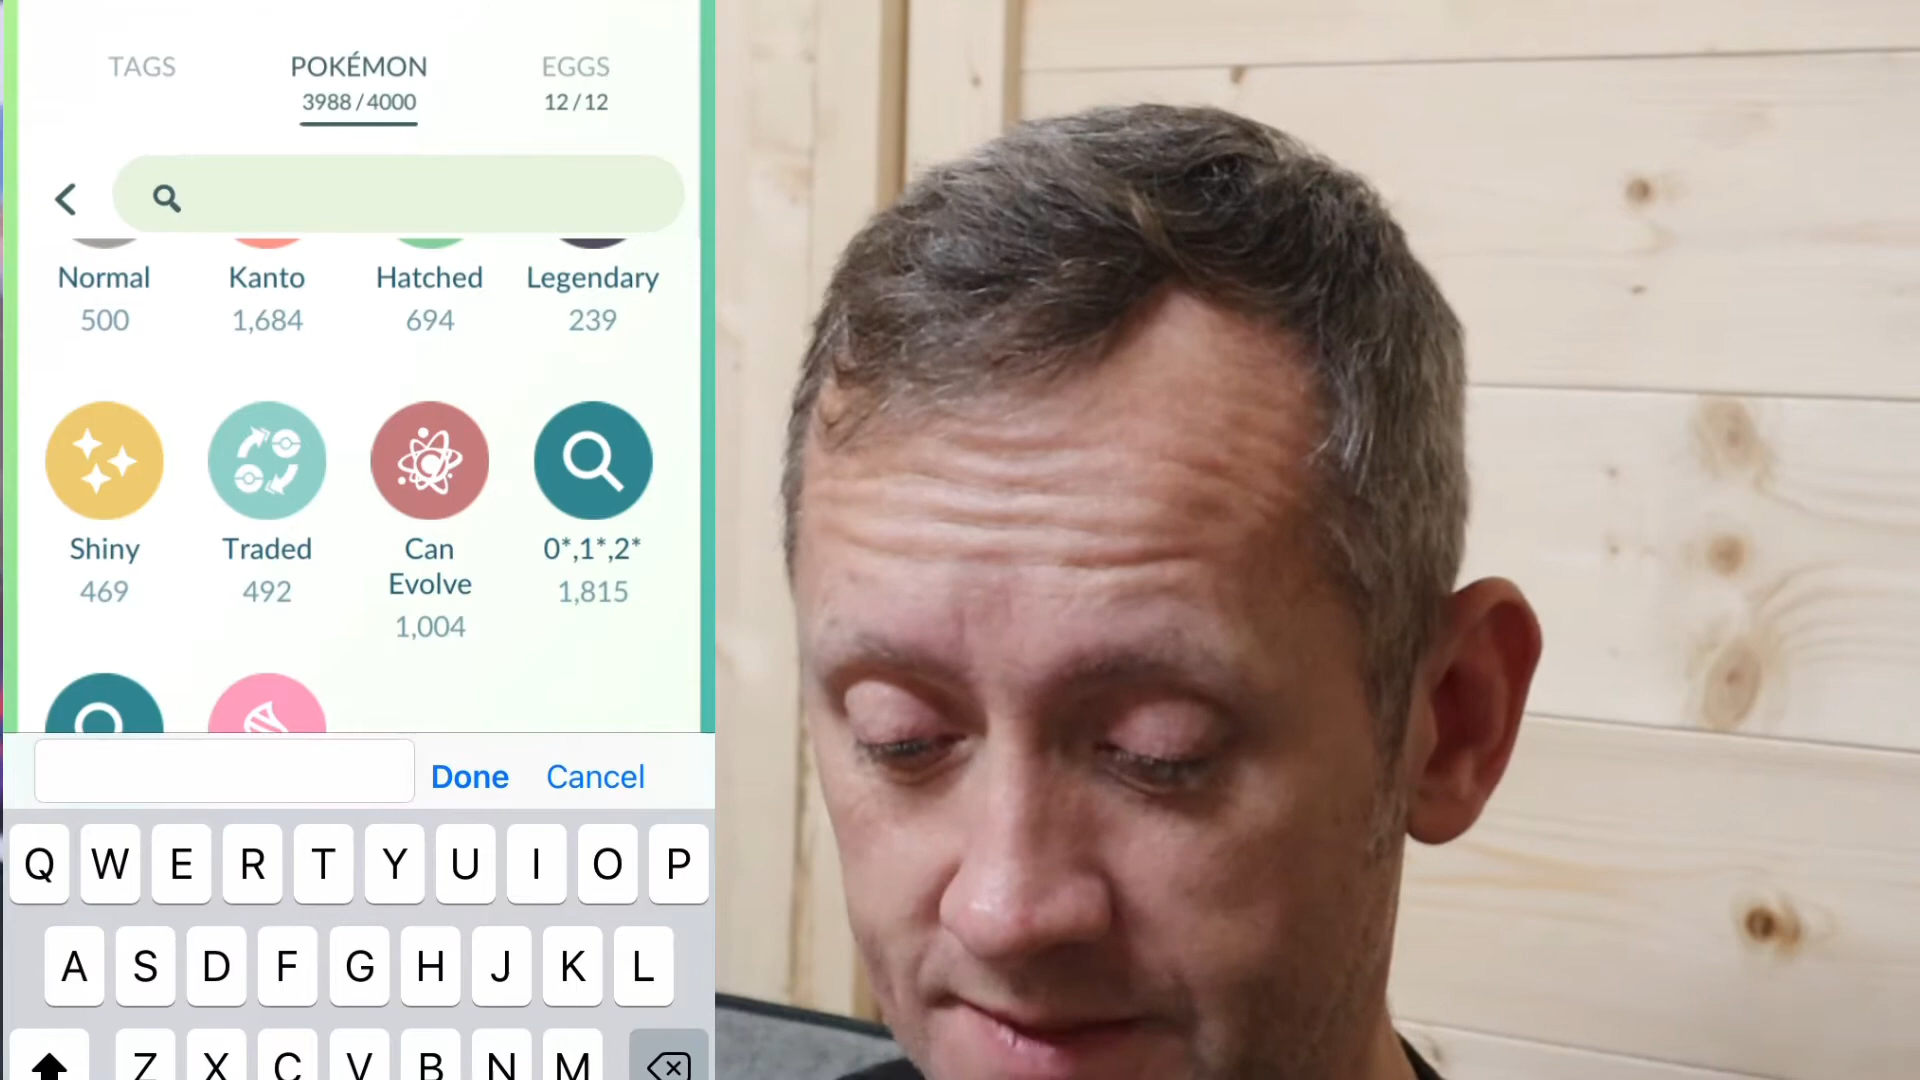 TAGS
POKÉMON
EGGS
3988 / 4000
12 / 12
Normal
Kanto
Hatched
Legendary
500
1,684
694
239
Shiny
Traded
Can
Evolve
0*,1*,2*
469
492
1,004
1,815
Done
Cancel
Q W E R T Y U I O P
A S D F G H J K L
Z X C V B N M